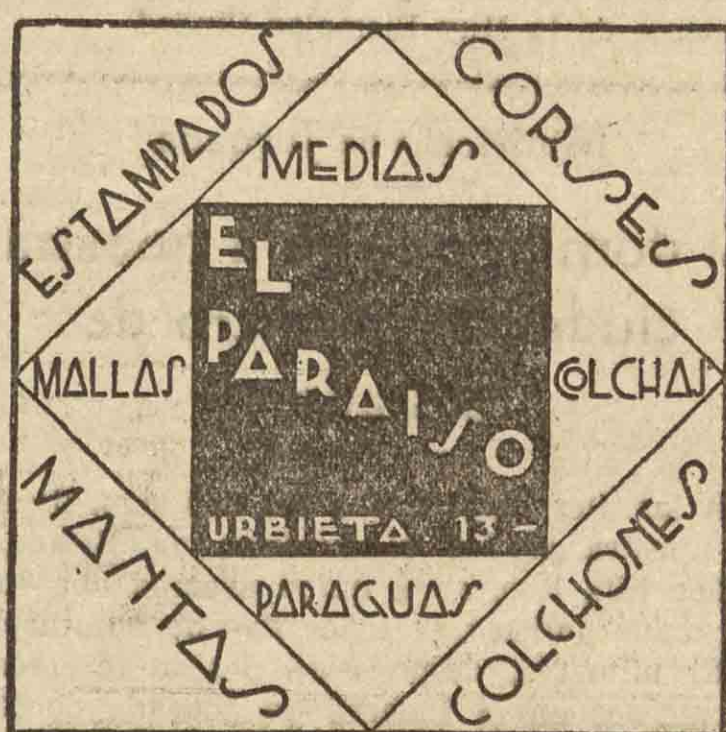 ESTAMPADOS
CORSES
MEDIAS
EL
PARAISO
MALLAS
COLCHAS
URBIETA 13 -
PARAGUAS
MANTAS
COLCHONES